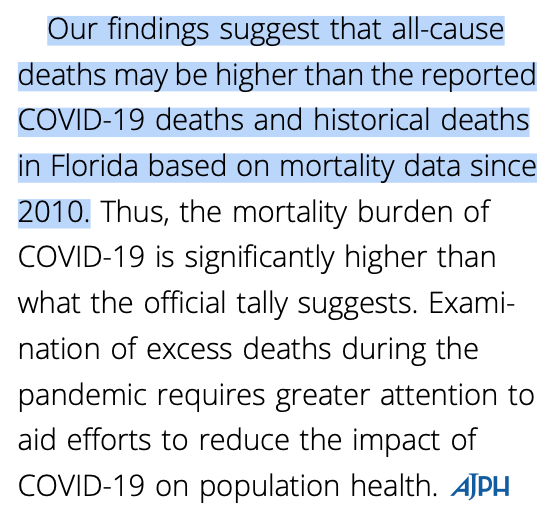 Our findings suggest that all-cause
deaths may be higher than the reported
COVID-19 deaths and historical deaths
in Florida based on mortality data since
2010. Thus, the mortality burden of
COVID-19 is significantly higher than
what the official tally suggests. Exami-
nation of excess deaths during the
pandemic requires greater attention to
aid efforts to reduce the impact of
COVID-19 on population health. AJPH